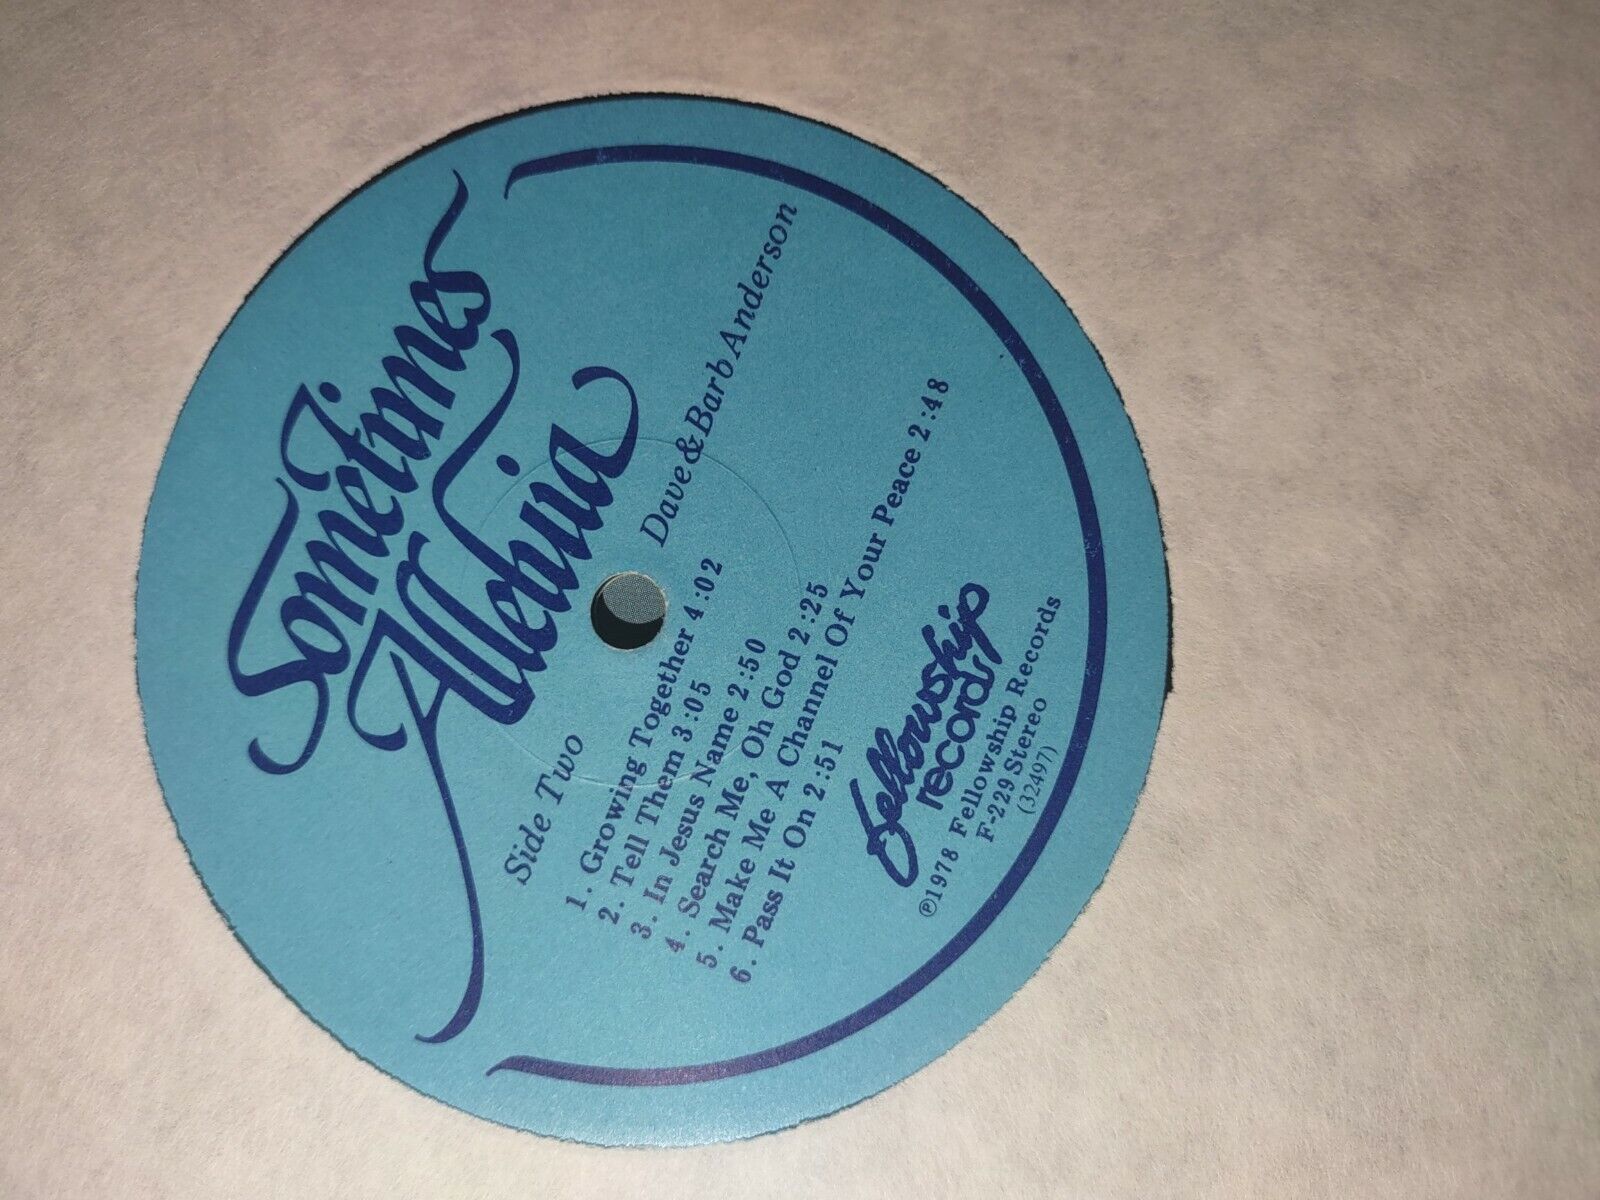 Sometimes
Alleluia
Dave & Barb Anderson
Side Two
1. Growing Together 4:02
2. Tell Them 3:05
3. In Jesus Name 2:50
4. Search Me, Oh God 2:25
5. Make Me A Channel Of Your Peace 2:48
6. Pass It On 2:51
Fellowship
records
℗1978 Fellowship Records
F-229 Stereo
(32497)